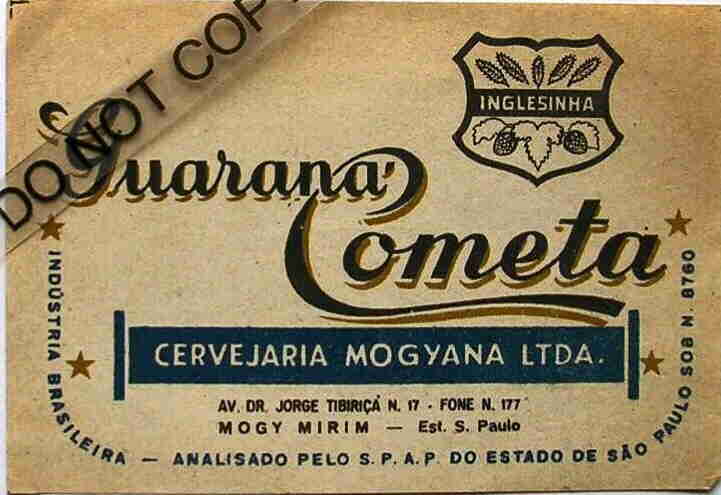 DO NOT COPY
INGLESINHA
Guaraná
Cometa
CERVEJARIA MOGYANA LTDA.
AV. DR. JORGE TIBIRIÇÁ N. 17 - FONE N. 177
MOGY MIRIM — Est. S. Paulo
INDÚSTRIA BRASILEIRA — ANALISADO PELO S. P. A. P. DO ESTADO DE SÃO PAULO SOB N. 8760